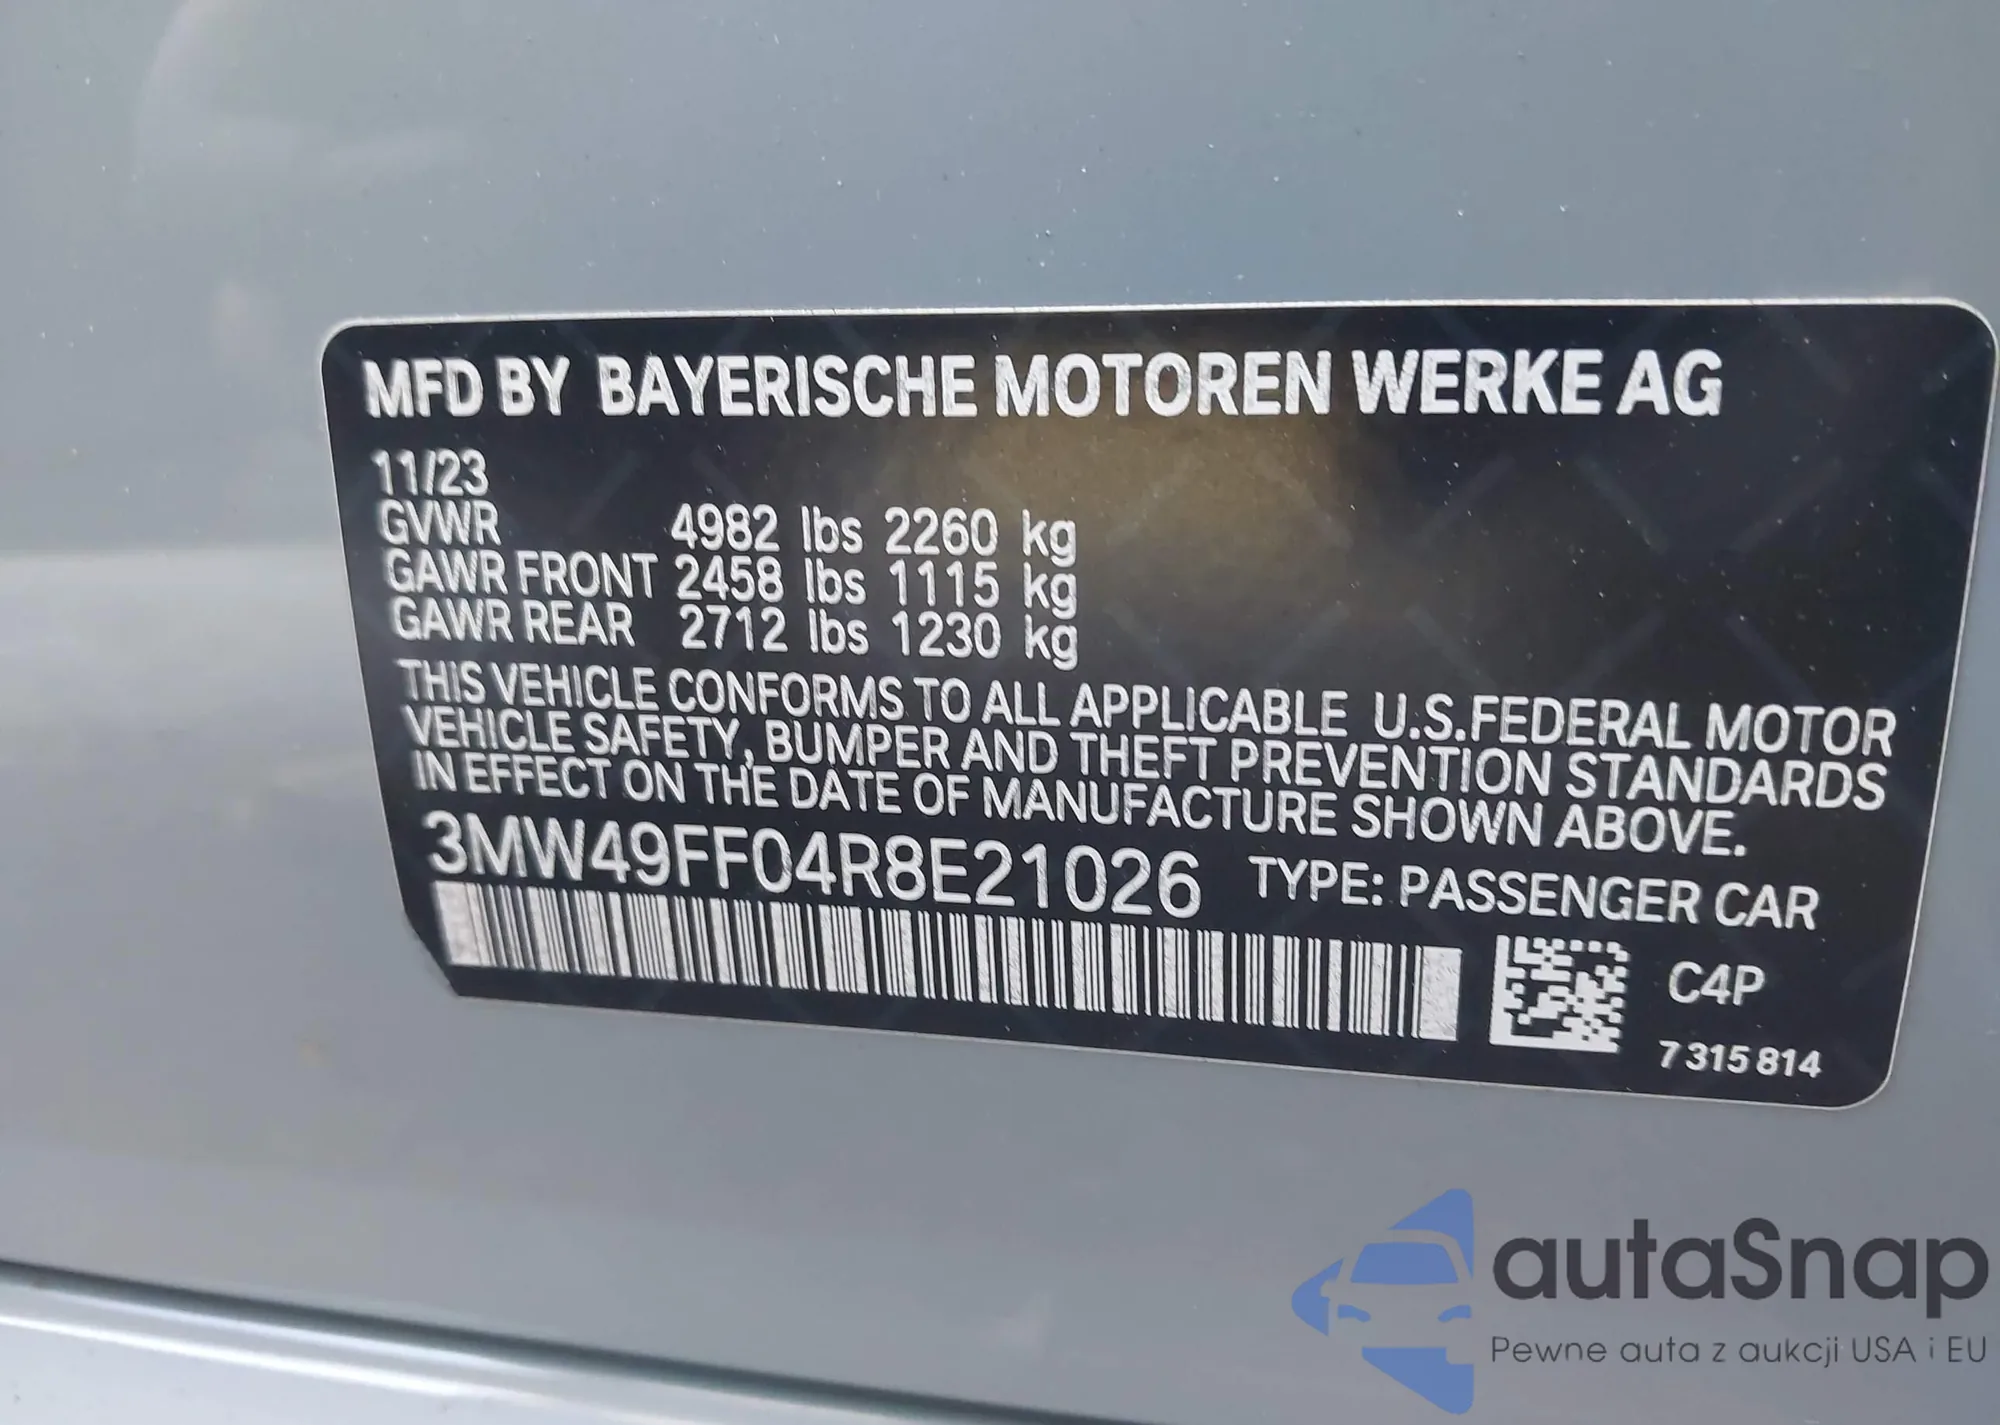 MFD BY BAYERISCHE MOTOREN WERKE AG
11/23
GVWR 4982 lbs 2260 kg
GAWR FRONT 2458 lbs 1115 kg
GAWR REAR 2712 lbs 1230 kg
THIS VEHICLE CONFORMS TO ALL APPLICABLE U.S.FEDERAL MOTOR
VEHICLE SAFETY, BUMPER AND THEFT PREVENTION STANDARDS
IN EFFECT ON THE DATE OF MANUFACTURE SHOWN ABOVE.
3MW49FF04R8E21026 TYPE: PASSENGER CAR
C4P
7 315 814
autaSnap
Pewne auta z aukcji USA i EU